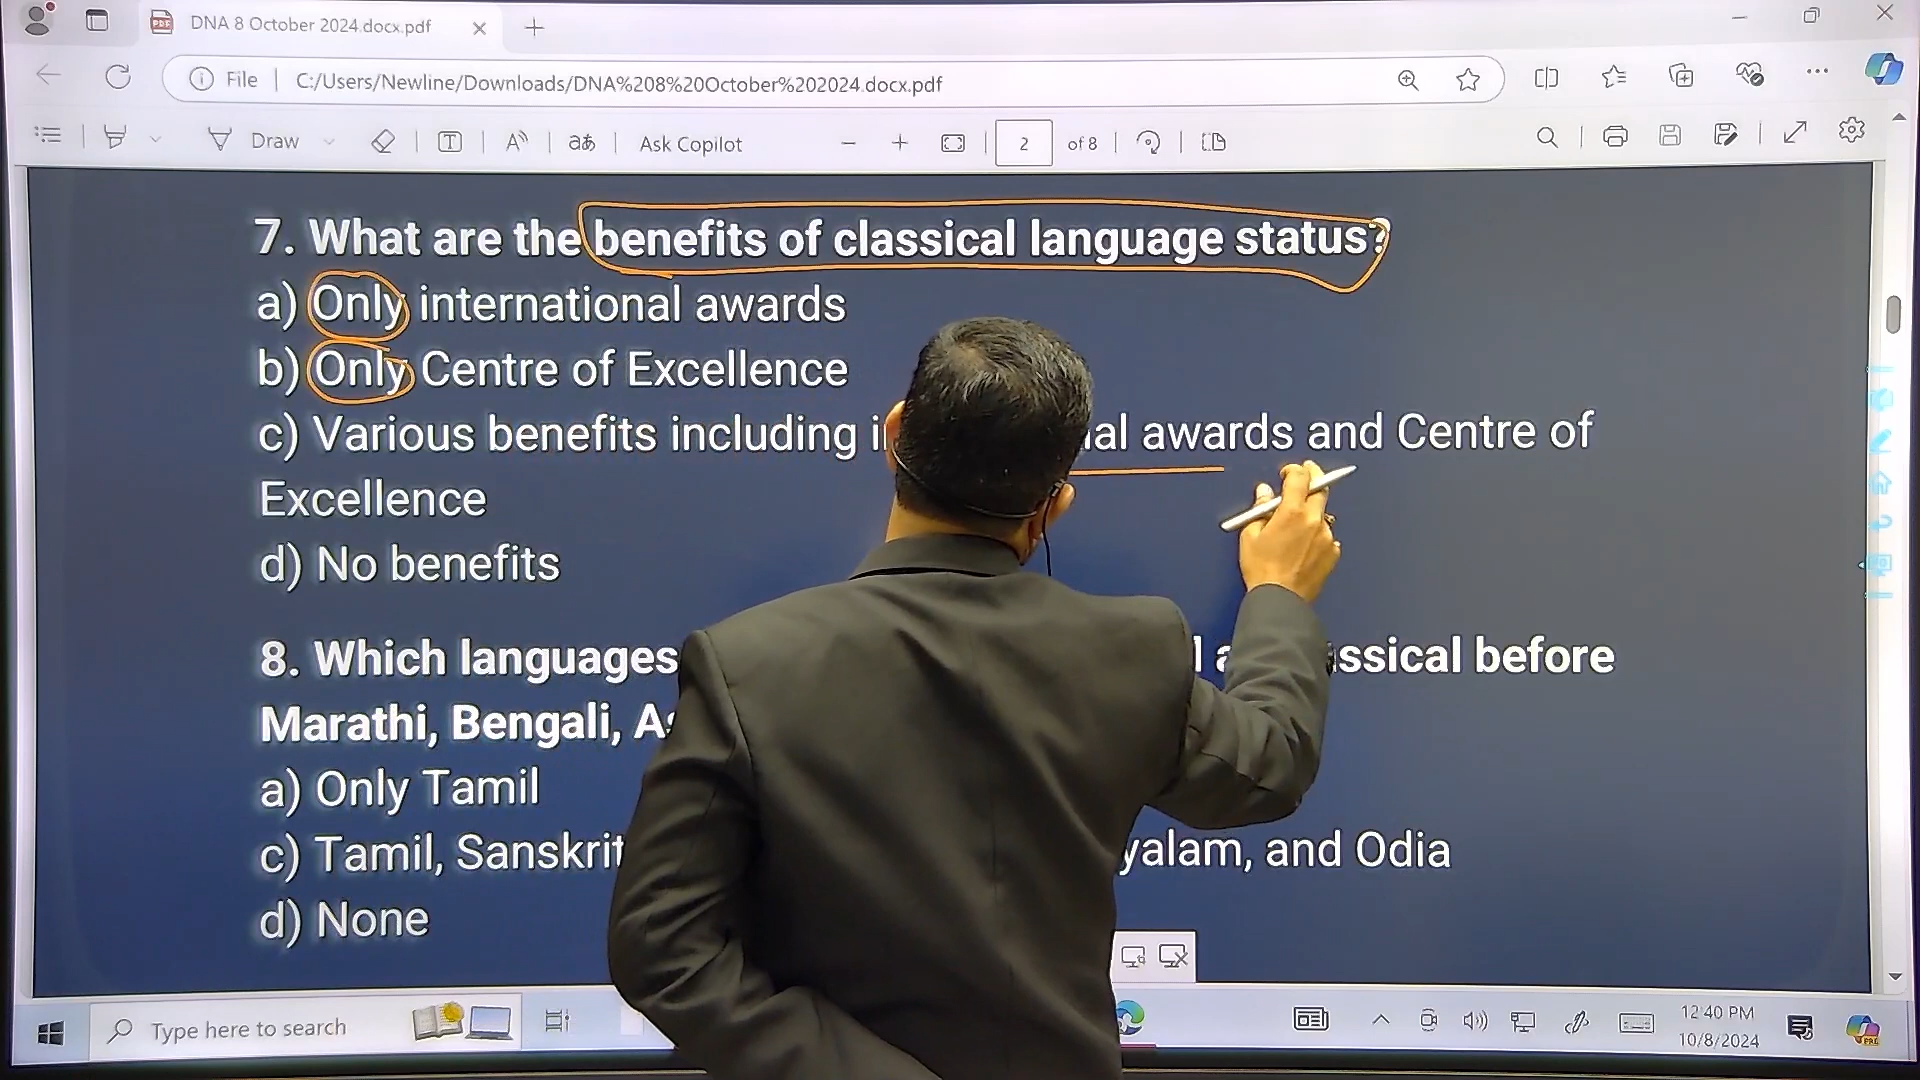 DNA 8 October 2024.docx.pdf
File
C:/Users/Newline/Downloads/DNA%208%20October%202024.docx.pdf
Draw
Ask Copilot
2 of 8
7. What are the benefits of classical language status?
a) Only international awards
b) Only Centre of Excellence
c) Various benefits including awards and Centre of
Excellence
d) No benefits
8. Which languages before
Marathi, Bengali,
a) Only Tamil
c) Tamil, Sanskrit and Odia
d) None
Type here to search
12:40 PM
10/8/2024